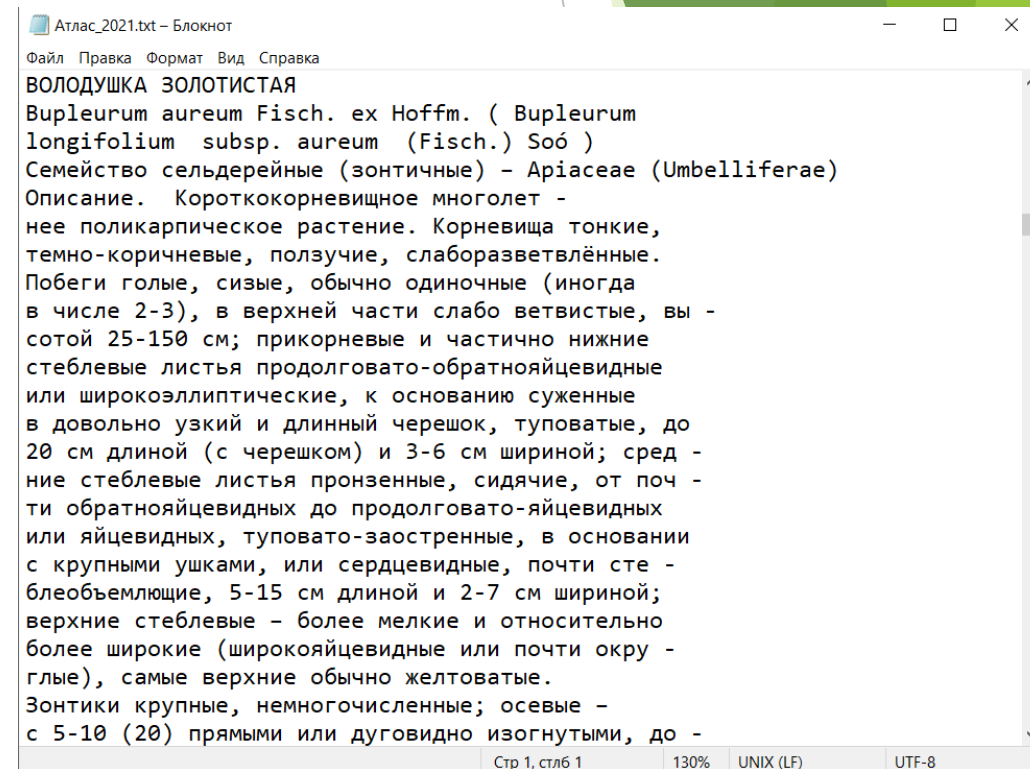 Атлас_2021.txt – Блокнот
Файл Правка Формат Вид Справка
ВОЛОДУШКА ЗОЛОТИСТАЯ
Bupleurum aureum Fisch. ex Hoffm. ( Bupleurum
longifolium  subsp. aureum  (Fisch.) Soó )
Семейство сельдерейные (зонтичные) – Apiaceae (Umbelliferae)
Описание.  Короткокорневищное многолет -
нее поликарпическое растение. Корневища тонкие,
темно-коричневые, ползучие, слаборазветвлённые.
Побеги голые, сизые, обычно одиночные (иногда
в числе 2-3), в верхней части слабо ветвистые, вы -
сотой 25-150 см; прикорневые и частично нижние
стеблевые листья продолговато-обратнояйцевидные
или широкоэллиптические, к основанию суженные
в довольно узкий и длинный черешок, туповатые, до
20 см длиной (с черешком) и 3-6 см шириной; сред -
ние стеблевые листья пронзенные, сидячие, от поч -
ти обратнояйцевидных до продолговато-яйцевидных
или яйцевидных, туповато-заостренные, в основании
с крупными ушками, или сердцевидные, почти сте -
блеобъемлющие, 5-15 см длиной и 2-7 см шириной;
верхние стеблевые – более мелкие и относительно
более широкие (широкояйцевидные или почти окру -
глые), самые верхние обычно желтоватые.
Зонтики крупные, немногочисленные; осевые –
с 5-10 (20) прямыми или дуговидно изогнутыми, до -
Стр 1, стлб 1 130% UNIX (LF) UTF-8